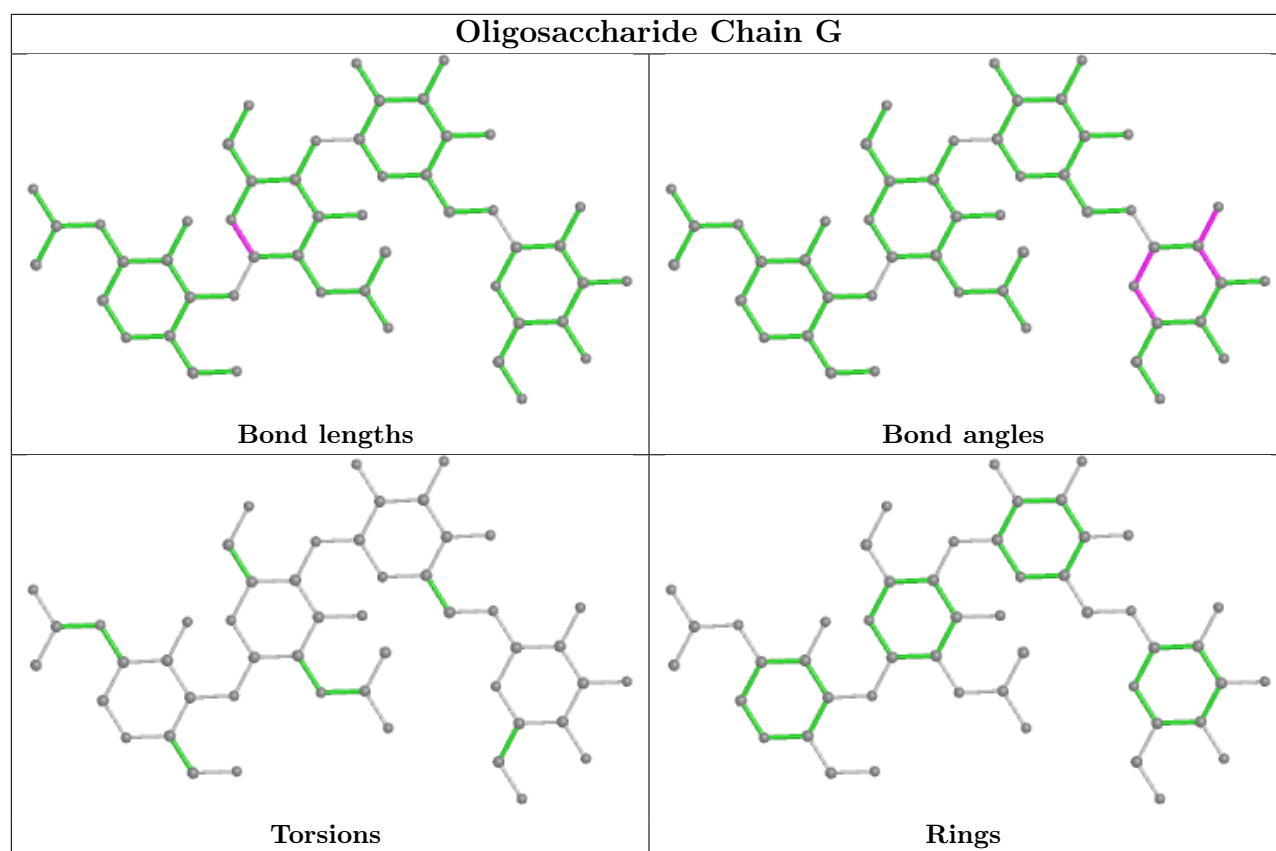 Oligosaccharide Chain G
Bond lengths
Bond angles
Torsions
Rings